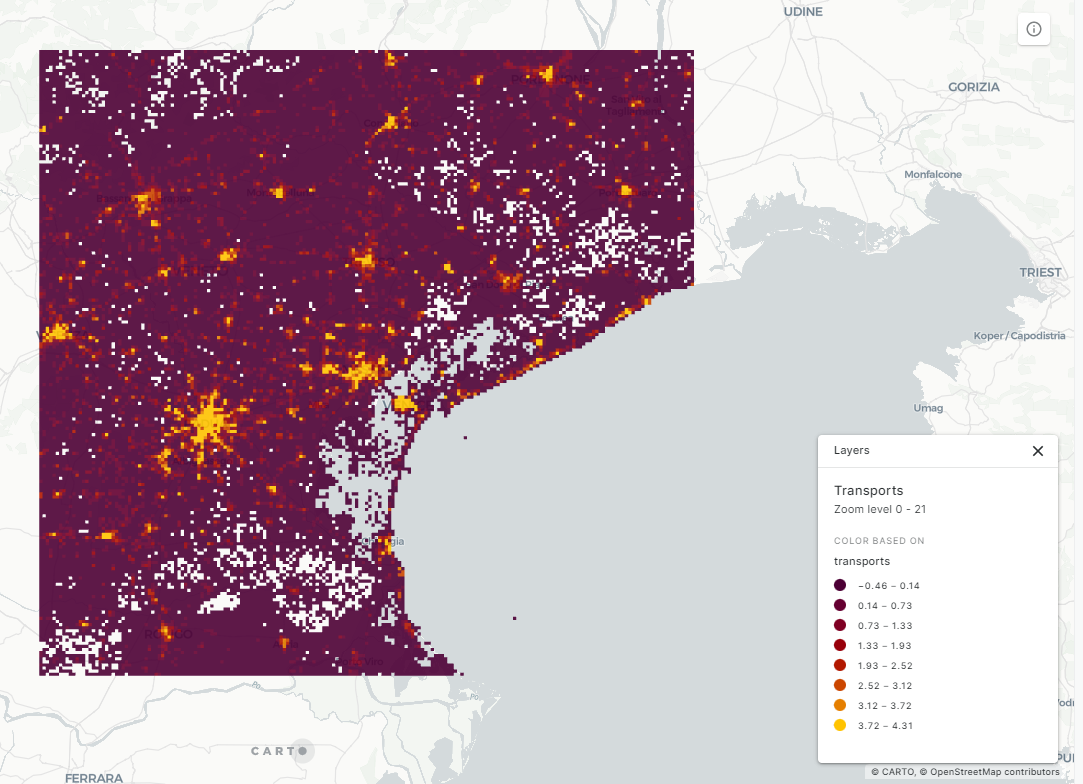 UDINE
GORIZIA
Monfalcone
TRIEST
Koper / Capodistria
Umag
ROVIGO
FERRARA
CARTO
Layers
Transports
Zoom level 0 - 21
COLOR BASED ON
transports
−0.46 – 0.14
0.14 – 0.73
0.73 – 1.33
1.33 – 1.93
1.93 – 2.52
2.52 – 3.12
3.12 – 3.72
3.72 – 4.31
© CARTO, © OpenStreetMap contributors